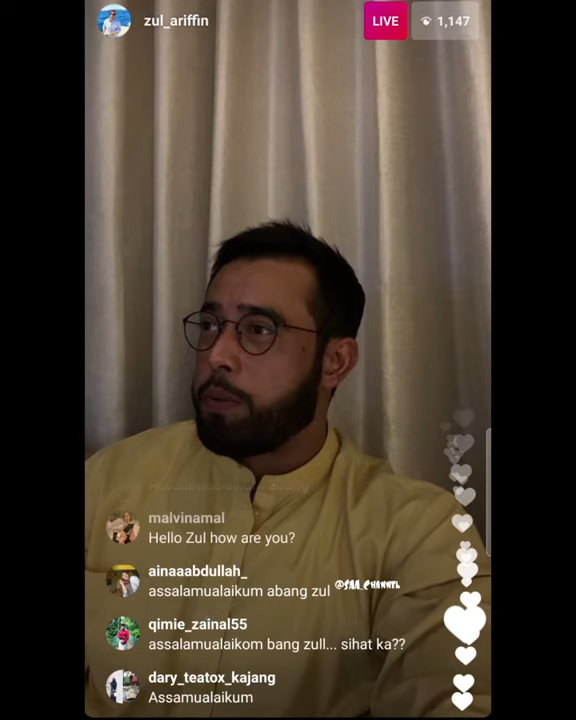 zul_ariffin
LIVE
1,147
malvinamal
Hello Zul how are you?
ainaaabdullah_
assalamualaikum abang zul
@SAA_CHANNEL
qimie_zainal55
assalamualaikom bang zull... sihat ka??
dary_teatox_kajang
Assamualaikum